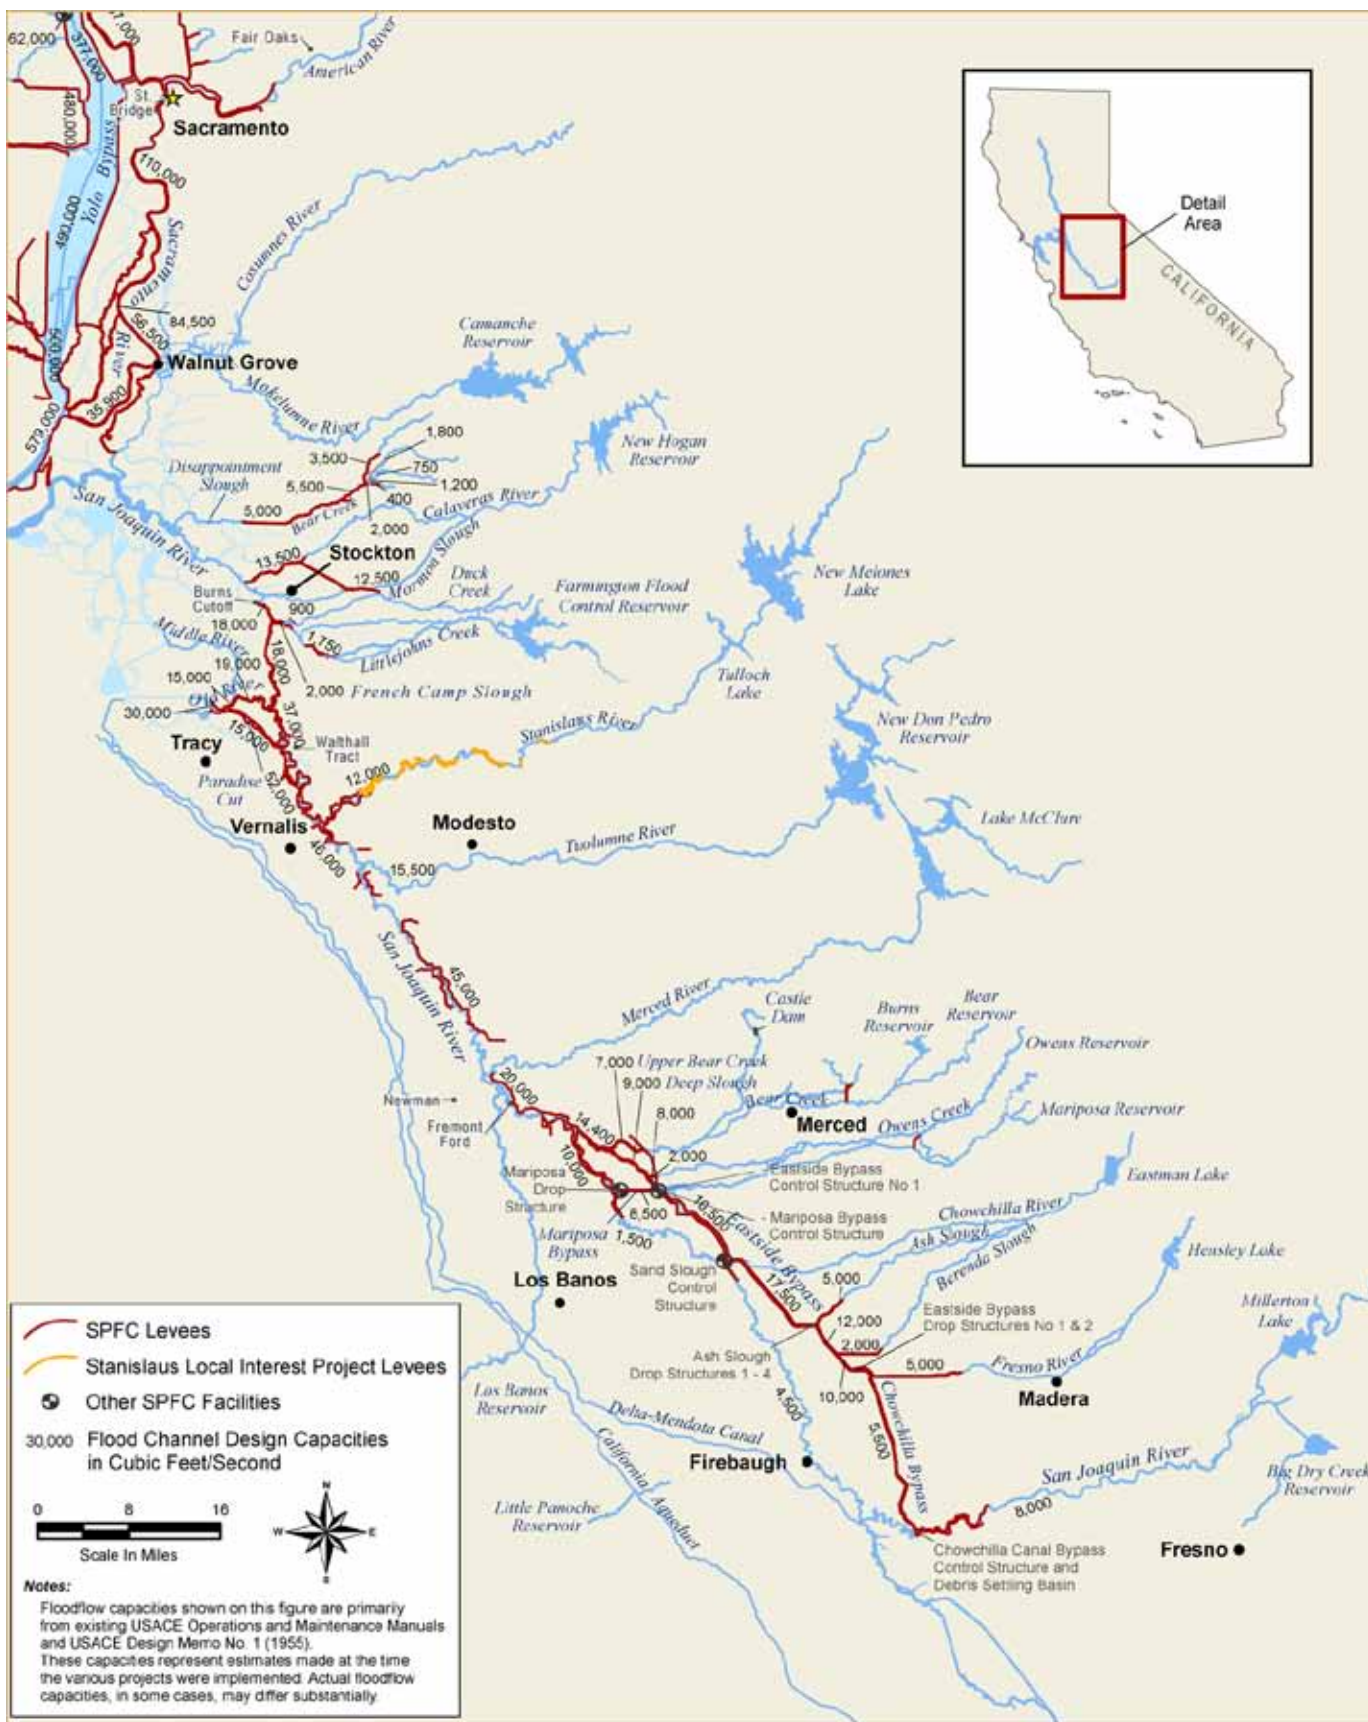 62,000
377,000
7,000
Fair Oaks
American River
I St.
Bridge
Sacramento
480,000
Yolo Bypass
110,000
490,000
Sacramento
River
Cosumnes River
84,500
56,500
500,000
Walnut Grove
35,900
579,000
Camanche
Reservoir
Mokelumne River
New Hogan
Reservoir
1,800
3,500
750
1,200
400
5,500
5,000
2,000
Disappointment
Slough
Bear Creek
Calaveras River
San Joaquin River
13,500
Stockton
12,500
Mormon Slough
Duck
Creek
Farmington Flood
Control Reservoir
New Melones
Lake
Burns
Cutoff
900
18,000
Middle River
1,750
Littlejohns Creek
18,000
19,000
15,000
Old River
2,000 French Camp Slough
30,000
37,000
Tulloch
Lake
Stanislaus River
New Don Pedro
Reservoir
15,000
Tracy
Walthall
Tract
Paradise
Cut
52,000
12,000
Vernalis
Modesto
46,000
15,500
Tuolumne River
Lake McClure
San Joaquin River
45,000
Merced River
Castle
Dam
Burns
Reservoir
Bear
Reservoir
Owens Reservoir
7,000 Upper Bear Creek
9,000 Deep Slough
20,000
Newman
Fremont
Ford
Bear Creek
Merced
Owens Creek
Mariposa Reservoir
14,400
8,000
10,000
2,000
Mariposa
Drop
Structure
Eastside Bypass
Control Structure No 1
Eastman Lake
6,500
16,500
Mariposa Bypass
Control Structure
Mariposa
Bypass
1,500
Eastside Bypass
Chowchilla River
Ash Slough
Berenda Slough
Hensley Lake
Los Banos
Sand Slough
Control
Structure
17,500
5,000
Eastside Bypass
Drop Structures No 1 & 2
Millerton
Lake
12,000
2,000
Ash Slough
Drop Structures 1 - 4
5,000
Fresno River
10,000
Madera
Los Banos
Reservoir
Delta-Mendota Canal
4,500
5,500
Chowchilla Bypass
California Aqueduct
Firebaugh
San Joaquin River
Big Dry Creek
Reservoir
Little Panoche
Reservoir
8,000
Chowchilla Canal Bypass
Control Structure and
Debris Settling Basin
Fresno
Detail
Area
CALIFORNIA
SPFC Levees
Stanislaus Local Interest Project Levees
Other SPFC Facilities
30,000 Flood Channel Design Capacities
in Cubic Feet/Second
0 8 16
Scale In Miles
N
W E
S
Notes:
Floodflow capacities shown on this figure are primarily
from existing USACE Operations and Maintenance Manuals
and USACE Design Memo No. 1 (1955).
These capacities represent estimates made at the time
the various projects were implemented. Actual floodflow
capacities, in some cases, may differ substantially.